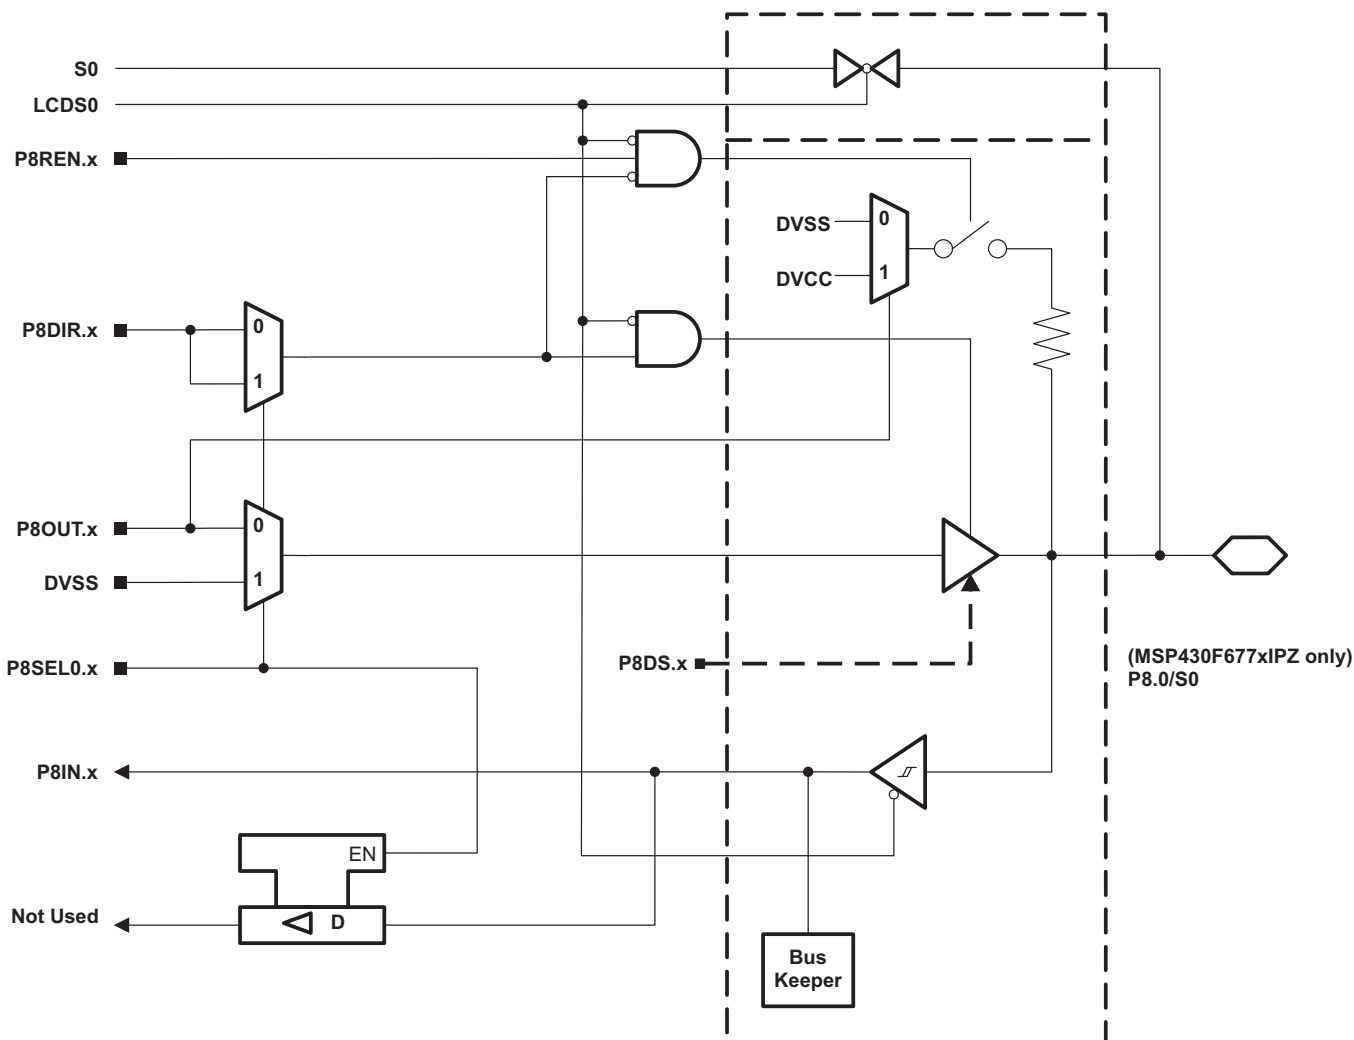 S0
LCDS0
P8REN.x
DVSS
0
DVCC
1
P8DIR.x
0
1
P8OUT.x
0
DVSS
1
P8SEL0.x
P8DS.x
(MSP430F677xIPZ only)
P8.0/S0
P8IN.x
EN
Not Used
D
Bus
Keeper